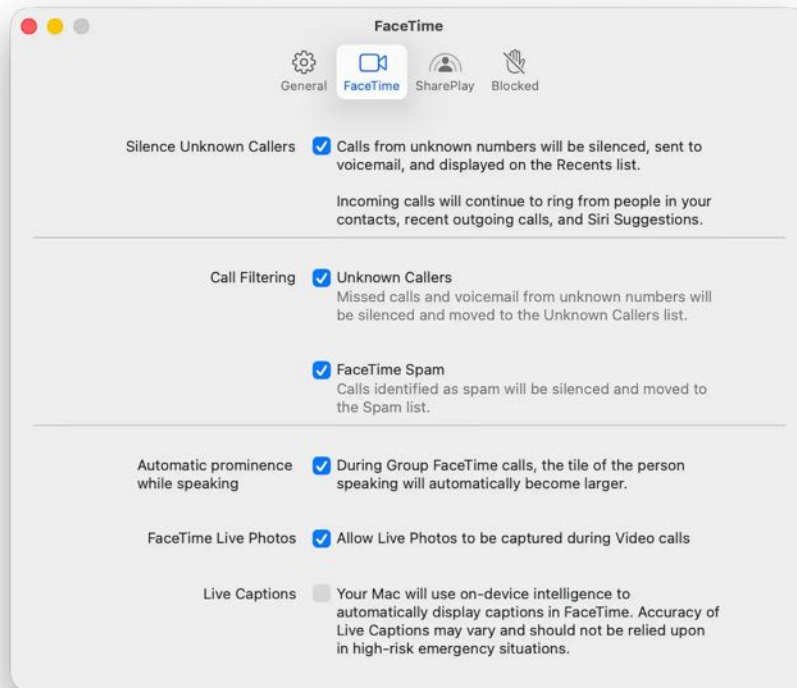 FaceTime
General
FaceTime
SharePlay
Blocked
Silence Unknown Callers
Calls from unknown numbers will be silenced, sent to
voicemail, and displayed on the Recents list.
Incoming calls will continue to ring from people in your
contacts, recent outgoing calls, and Siri Suggestions.
Call Filtering
Unknown Callers
Missed calls and voicemail from unknown numbers will
be silenced and moved to the Unknown Callers list.
FaceTime Spam
Calls identified as spam will be silenced and moved to
the Spam list.
Automatic prominence
while speaking
During Group FaceTime calls, the tile of the person
speaking will automatically become larger.
FaceTime Live Photos
Allow Live Photos to be captured during Video calls
Live Captions
Your Mac will use on-device intelligence to
automatically display captions in FaceTime. Accuracy of
Live Captions may vary and should not be relied upon
in high-risk emergency situations.